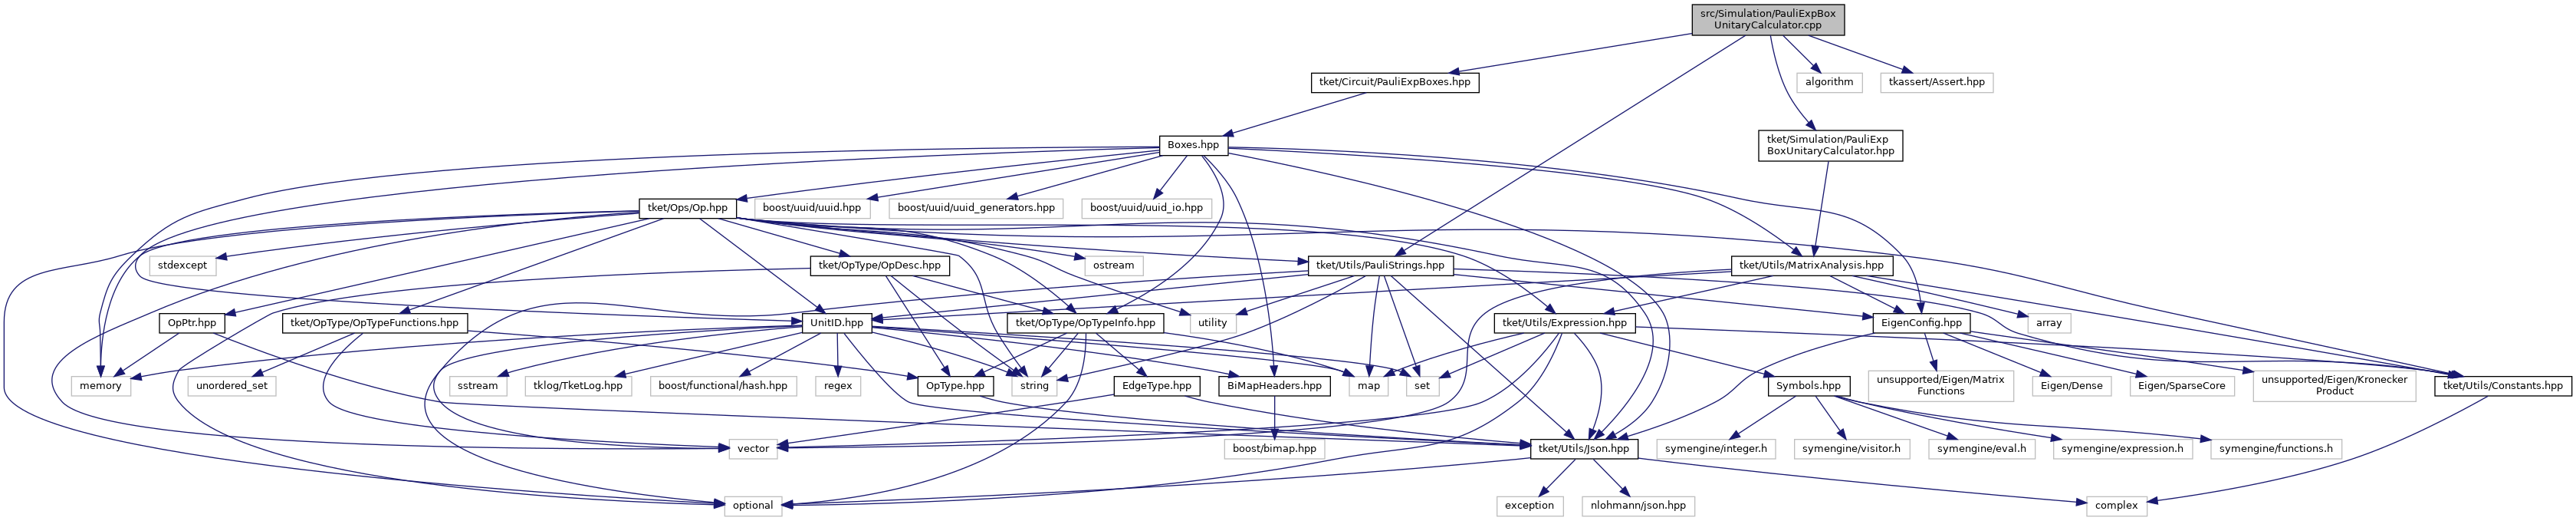 src/Simulation/PauliExpBox
UnitaryCalculator.cpp
tket/Circuit/PauliExpBoxes.hpp
algorithm
tkassert/Assert.hpp
Boxes.hpp
tket/Simulation/PauliExp
BoxUnitaryCalculator.hpp
tket/Ops/Op.hpp
boost/uuid/uuid.hpp
boost/uuid/uuid_generators.hpp
boost/uuid/uuid_io.hpp
stdexcept
tket/OpType/OpDesc.hpp
ostream
tket/Utils/PauliStrings.hpp
tket/Utils/MatrixAnalysis.hpp
OpPtr.hpp
tket/OpType/OpTypeFunctions.hpp
UnitID.hpp
tket/OpType/OpTypeInfo.hpp
utility
tket/Utils/Expression.hpp
EigenConfig.hpp
array
memory
unordered_set
sstream
tklog/TketLog.hpp
boost/functional/hash.hpp
regex
OpType.hpp
string
EdgeType.hpp
BiMapHeaders.hpp
map
set
Symbols.hpp
unsupported/Eigen/Matrix
Functions
Eigen/Dense
Eigen/SparseCore
unsupported/Eigen/Kronecker
Product
tket/Utils/Constants.hpp
vector
boost/bimap.hpp
tket/Utils/Json.hpp
symengine/integer.h
symengine/visitor.h
symengine/eval.h
symengine/expression.h
symengine/functions.h
optional
exception
nlohmann/json.hpp
complex